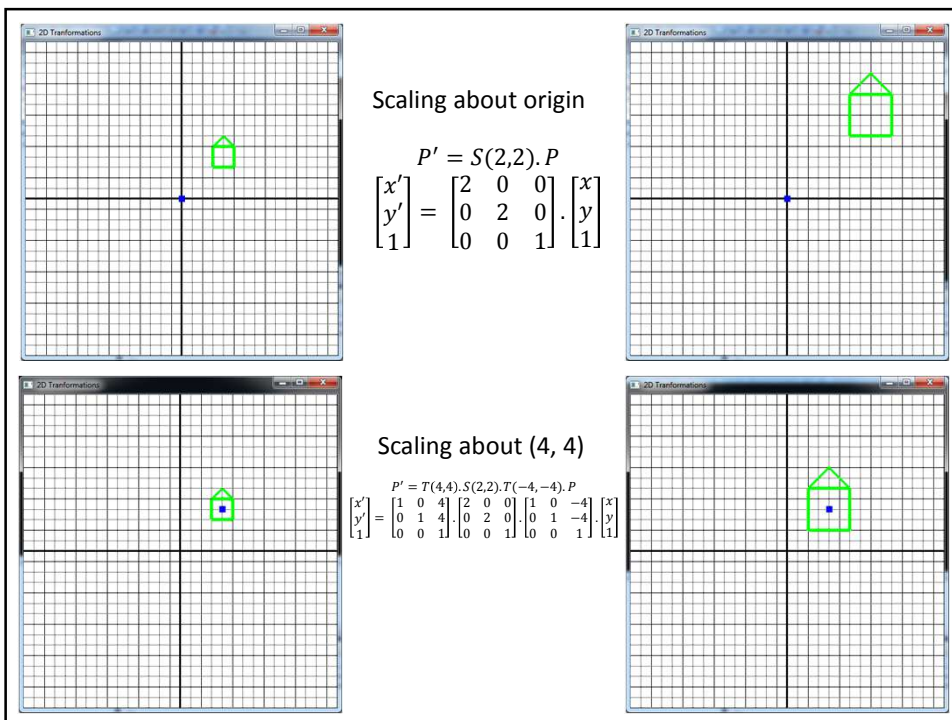 2D Tranformations
2D Tranformations
Scaling about origin
P′ = S(2,2). P
[x′ y′ 1] = [2 0 0 0 2 0 0 0 1] . [x y 1]
2D Tranformations
2D Tranformations
Scaling about (4, 4)
P′ = T(4,4). S(2,2). T(−4, −4). P
[x′ y′ 1] = [1 0 4 0 1 4 0 0 1] . [2 0 0 0 2 0 0 0 1] . [1 0 −4 0 1 −4 0 0 1] . [x y 1]